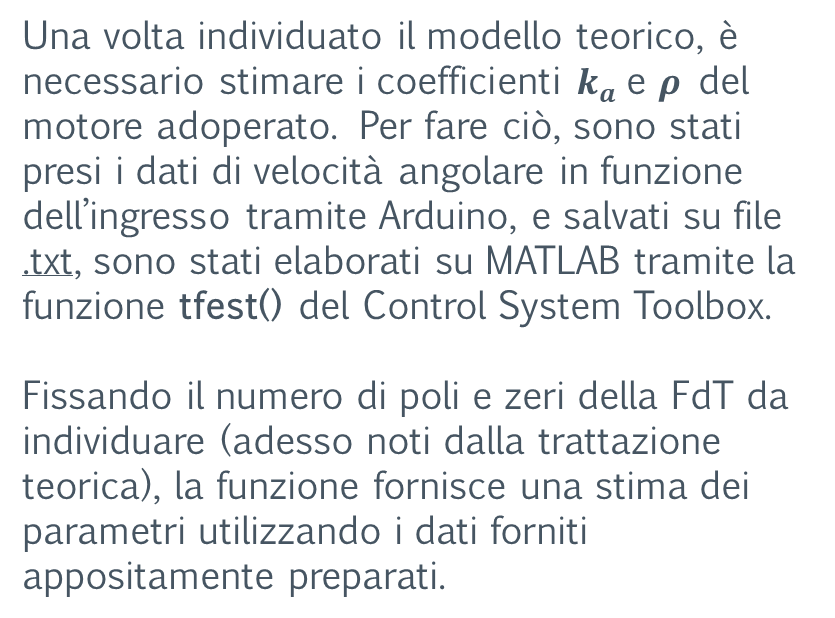 Una volta individuato il modello teorico, è
necessario stimare i coefficienti kₐ e ρ del
motore adoperato. Per fare ciò, sono stati
presi i dati di velocità angolare in funzione
dell’ingresso tramite Arduino, e salvati su file
.txt, sono stati elaborati su MATLAB tramite la
funzione tfest() del Control System Toolbox.
Fissando il numero di poli e zeri della FdT da
individuare (adesso noti dalla trattazione
teorica), la funzione fornisce una stima dei
parametri utilizzando i dati forniti
appositamente preparati.